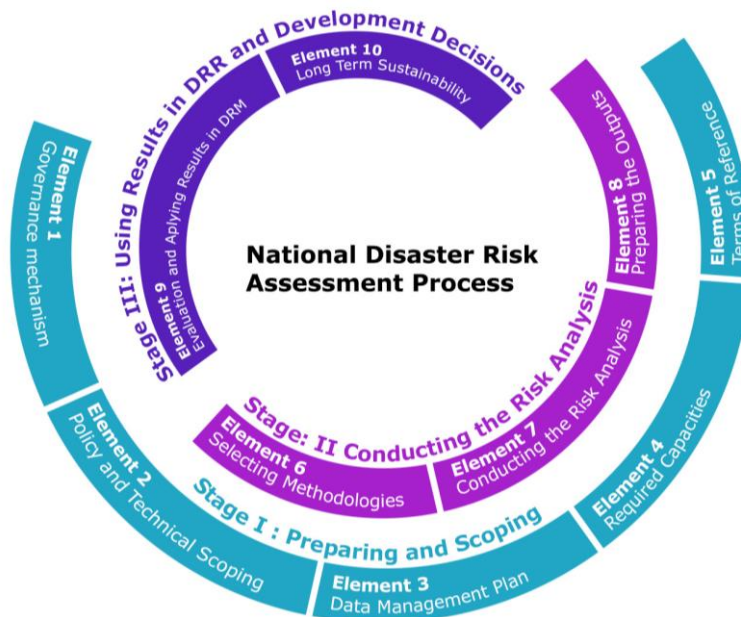 National Disaster Risk
Assessment Process
Stage I : Preparing and Scoping
Element 1
Governance mechanism
Element 2
Policy and Technical Scoping
Element 3
Data Management Plan
Element 4
Required Capacities
Element 5
Terms of Reference
Stage: II Conducting the Risk Analysis
Element 6
Selecting Methodologies
Element 7
Conducting the Risk Analysis
Element 8
Preparing the Outputs
Stage III: Using Results in DRR and Development Decisions
Element 9
Evaluation and Aplying Results in DRM
Element 10
Long Term Sustainability